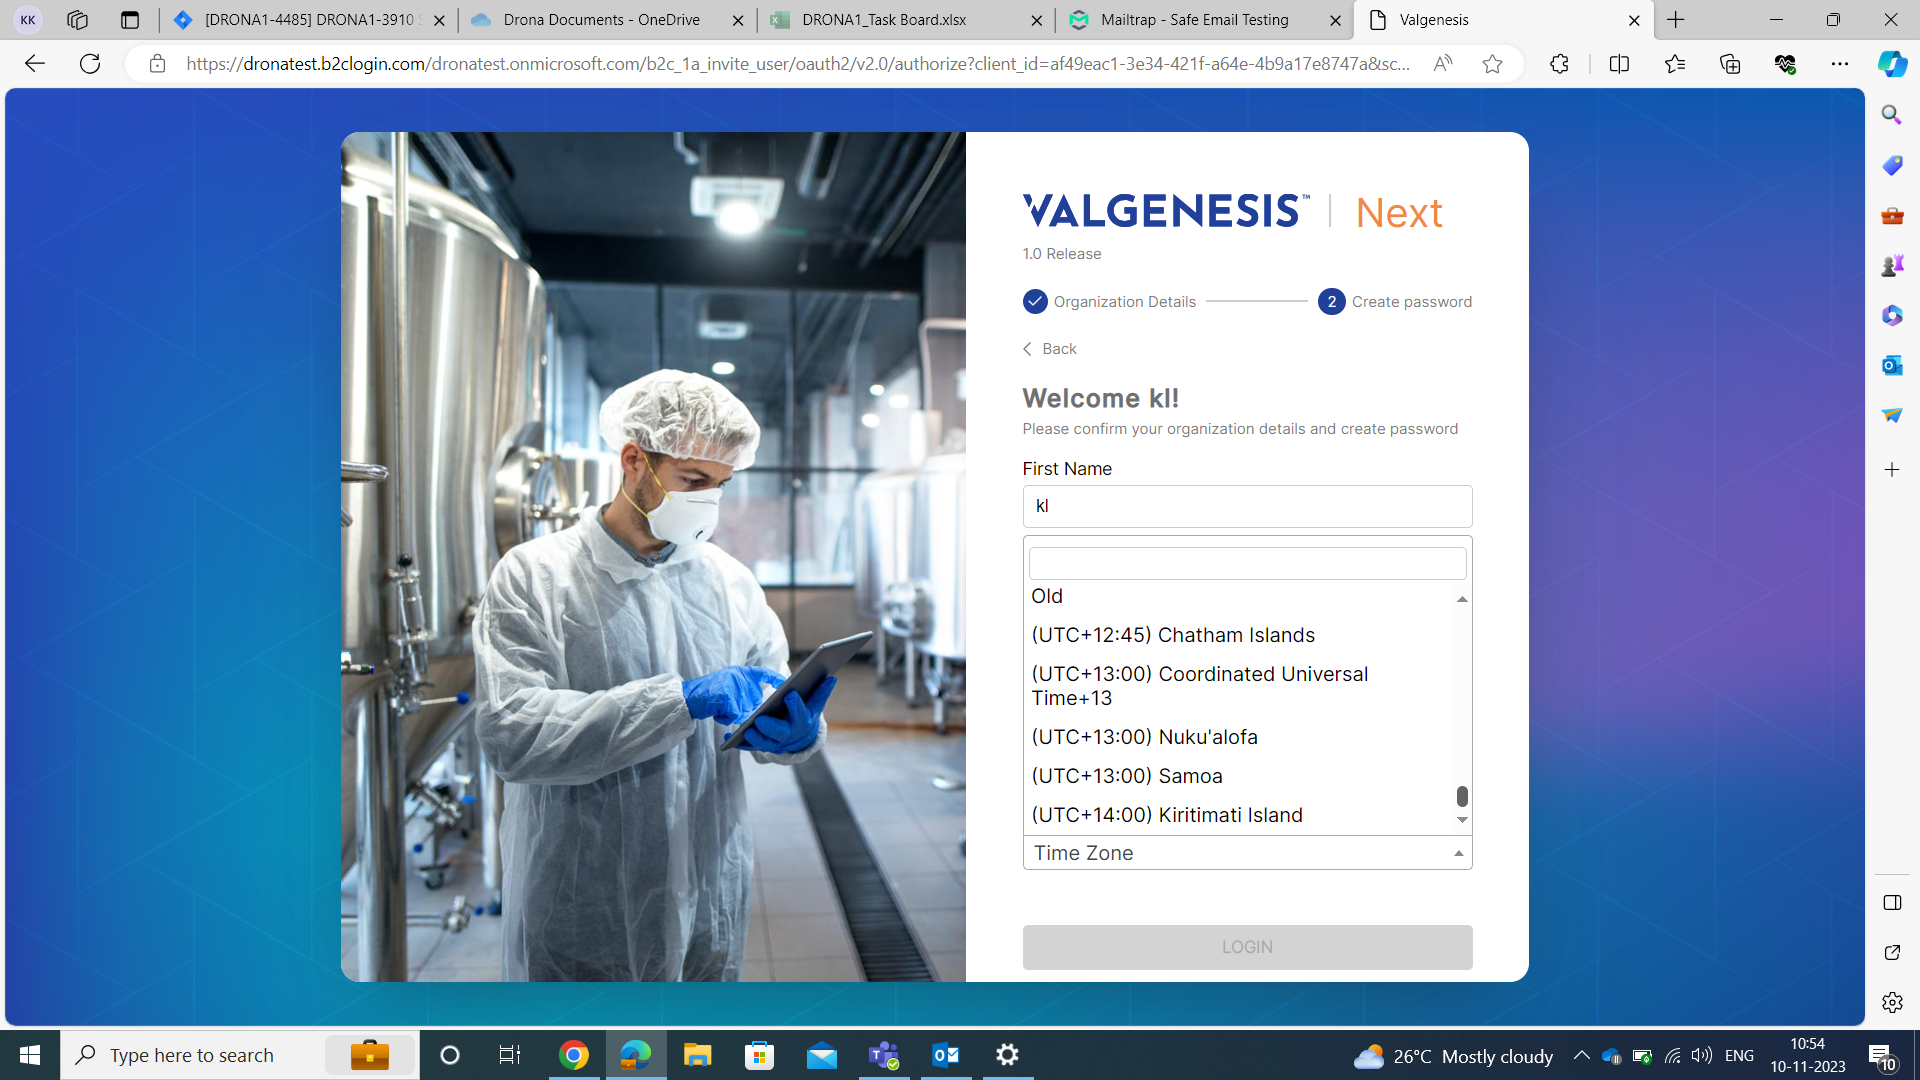 KK
[DRONA1-4485] DRONA1-3910
Drona Documents - OneDrive
DRONA1_Task Board.xlsx
Mailtrap - Safe Email Testing
Valgenesis
https://dronatest.b2clogin.com/dronatest.onmicrosoft.com/b2c_1a_invite_user/oauth2/v2.0/authorize?client_id=af49eac1-3e34-421f-a64e-4b9a17e8747a&sc...
VALGENESIS™ Next
1.0 Release
Organization Details
2 Create password
Back
Welcome kl!
Please confirm your organization details and create password
First Name
kl
Old
(UTC+12:45) Chatham Islands
(UTC+13:00) Coordinated Universal
Time+13
(UTC+13:00) Nuku'alofa
(UTC+13:00) Samoa
(UTC+14:00) Kiritimati Island
Time Zone
LOGIN
Type here to search
26°C Mostly cloudy
ENG
10:54
10-11-2023
10